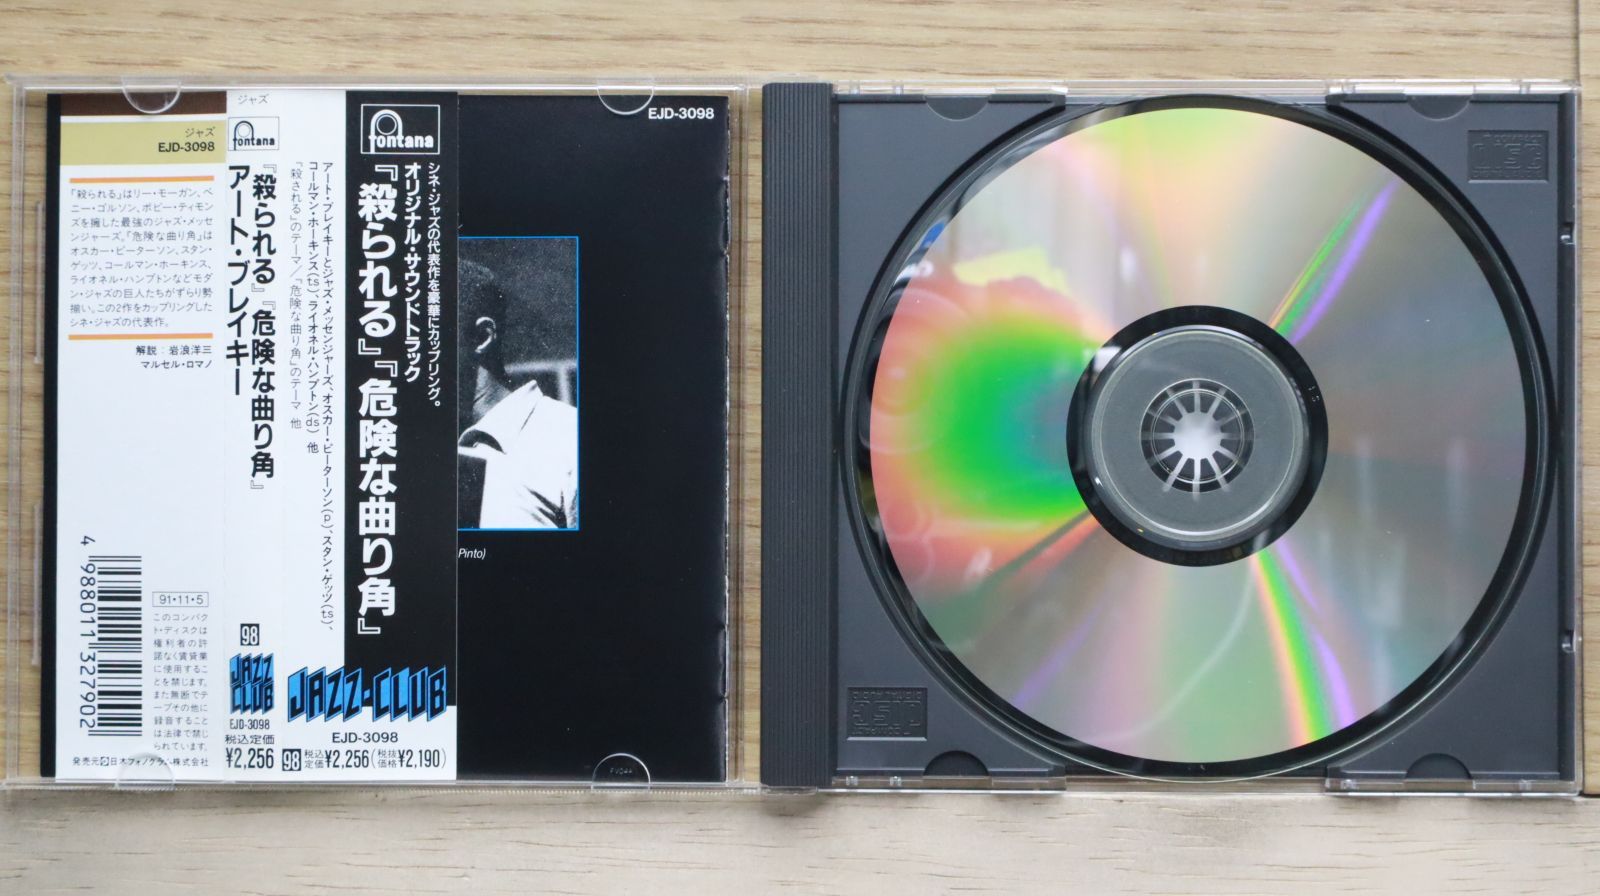 ジャズ
EJD-3098
「殺られる」はリー・モーガン、ベ
ニー・ゴルソン、ボビー・ティモン
ズを擁した最強のジャズ・メッセ
ンジャーズ。「危険な曲り角」は
オスカー・ピーターソン、スタン・
ゲッツ、コールマン・ホーキンス、
ライオネル・ハンプトンなどモダ
ン・ジャズの巨人たちがずらり勢
揃い。この2作をカップリングした
シネ・ジャズの代表作。
解説：岩浪洋三
マルセル・ロマノ
4 988011 327902
91・11・5
このコンパク
ト・ディスクは
権利者の許
諾なく賃貸業
に使用するこ
とを禁じます。
また無断でテ
ープその他に
録音すること
は法律で禁じ
られています。
発売元 日本フォノグラム株式会社
ジャズ
fontana
『殺られる』『危険な曲り角』
アート・ブレイキー
98
JAZZ
CLUB
EJD-3098
税込定価
¥2,256
fontana
シネ・ジャズの代表作を豪華にカップリング。
オリジナル・サウンドトラック
『殺られる』『危険な曲り角』
アート・ブレイキーとジャズ・メッセンジャーズ、オスカー・ピーターソン(p)、スタン・ゲッツ(ts)、
コールマン・ホーキンス(ts)、ライオネル・ハンプトン(ds) 他
「殺される」のテーマ/「危険な曲り角」のテーマ 他
JAZZ-CLUB
EJD-3098
98 税込定価¥2,256(税抜価格¥2,190)
EJD-3098
Pinto)